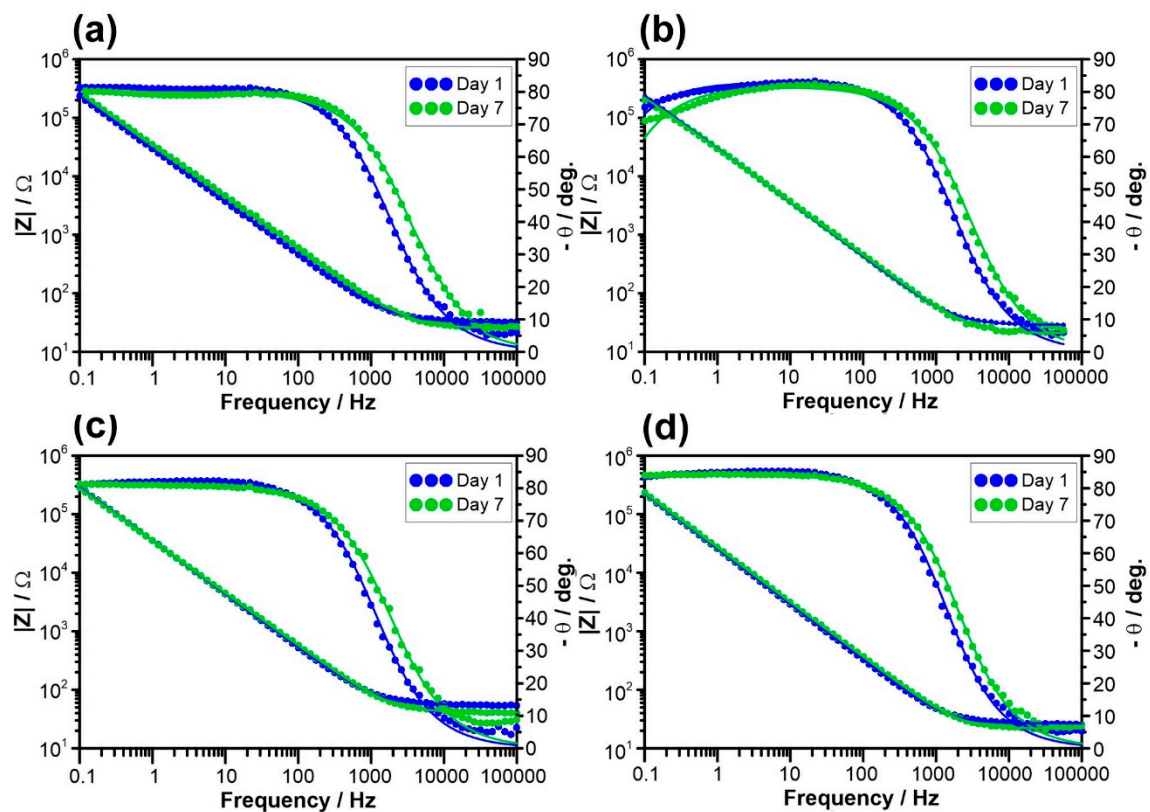 (a)
10⁶
10⁵
10⁴
10³
10²
10¹
|Z| / Ω
90
80
70
60
50
40
30
20
10
0
- θ / deg.
Day 1
Day 7
0.1 1 10 100 1000 10000 100000
Frequency / Hz
(b)
10⁶
10⁵
10⁴
10³
10²
10¹
|Z| / Ω
90
80
70
60
50
40
30
20
10
0
- θ / deg.
Day 1
Day 7
0.1 1 10 100 1000 10000 100000
Frequency / Hz
(c)
10⁶
10⁵
10⁴
10³
10²
10¹
|Z| / Ω
90
80
70
60
50
40
30
20
10
0
- θ / deg.
Day 1
Day 7
0.1 1 10 100 1000 10000 100000
Frequency / Hz
(d)
10⁶
10⁵
10⁴
10³
10²
10¹
|Z| / Ω
90
80
70
60
50
40
30
20
10
0
- θ / deg.
Day 1
Day 7
0.1 1 10 100 1000 10000 100000
Frequency / Hz